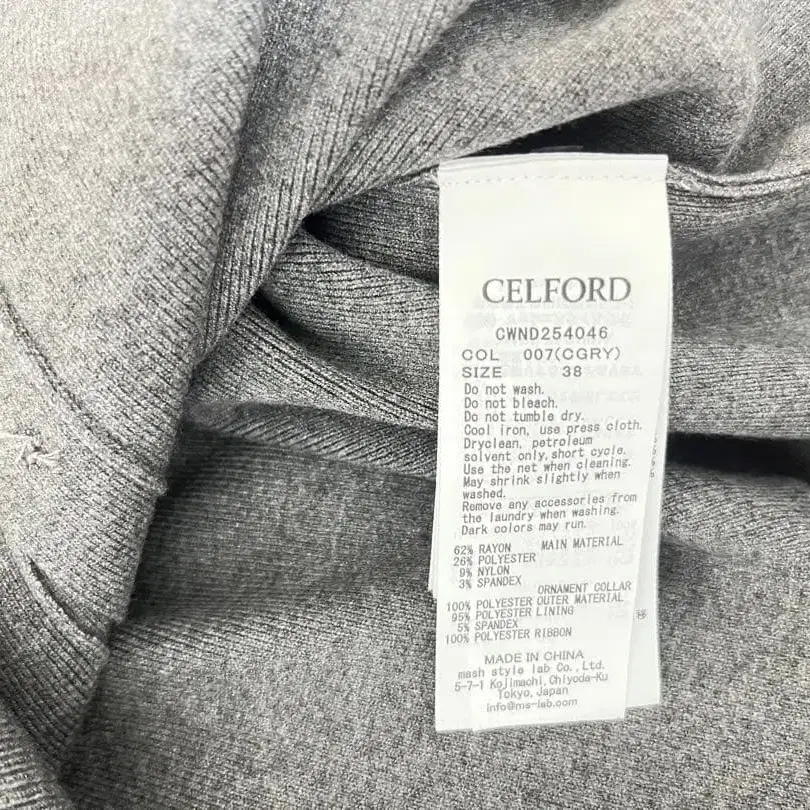 CELFORD
CWND254046
COL 007(CGRY)
SIZE 38
Do not wash.
Do not bleach.
Do not tumble dry.
Cool iron, use press cloth.
Dryclean, petroleum
solvent only,short cycle.
Use the net when cleaning.
May shrink slightly when
washed.
Remove any accessories from
the laundry when washing.
Dark colors may run.
62% RAYON MAIN MATERIAL
26% POLYESTER
9% NYLON
3% SPANDEX
ORNAMENT COLLAR
100% POLYESTER OUTER MATERIAL
95% POLYESTER LINING
5% SPANDEX
100% POLYESTER RIBBON
MADE IN CHINA
mash style lab Co.,Ltd.
5-7-1 Kojimachi,Chiyoda-Ku
Tokyo,Japan
info@ms-lab.com